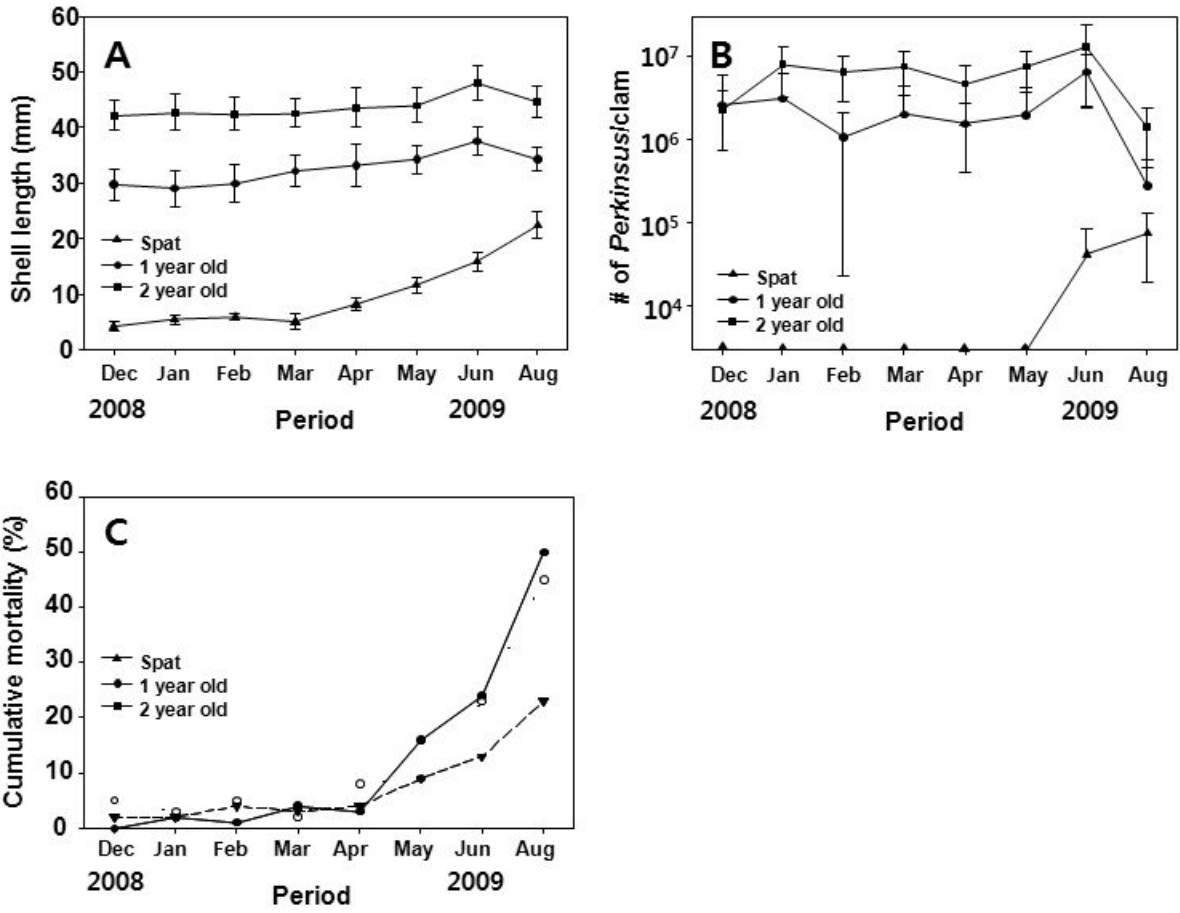 A
Shell length (mm)
60
50
40
30
20
10
0
Spat
1 year old
2 year old
Dec Jan Feb Mar Apr May Jun Aug
2008 2009
Period
B
# of Perkinsus/clam
10⁷
10⁶
10⁵
10⁴
Spat
1 year old
2 year old
Dec Jan Feb Mar Apr May Jun Aug
2008 2009
Period
C
Cumulative mortality (%)
60
50
40
30
20
10
0
Spat
1 year old
2 year old
Dec Jan Feb Mar Apr May Jun Aug
2008 2009
Period